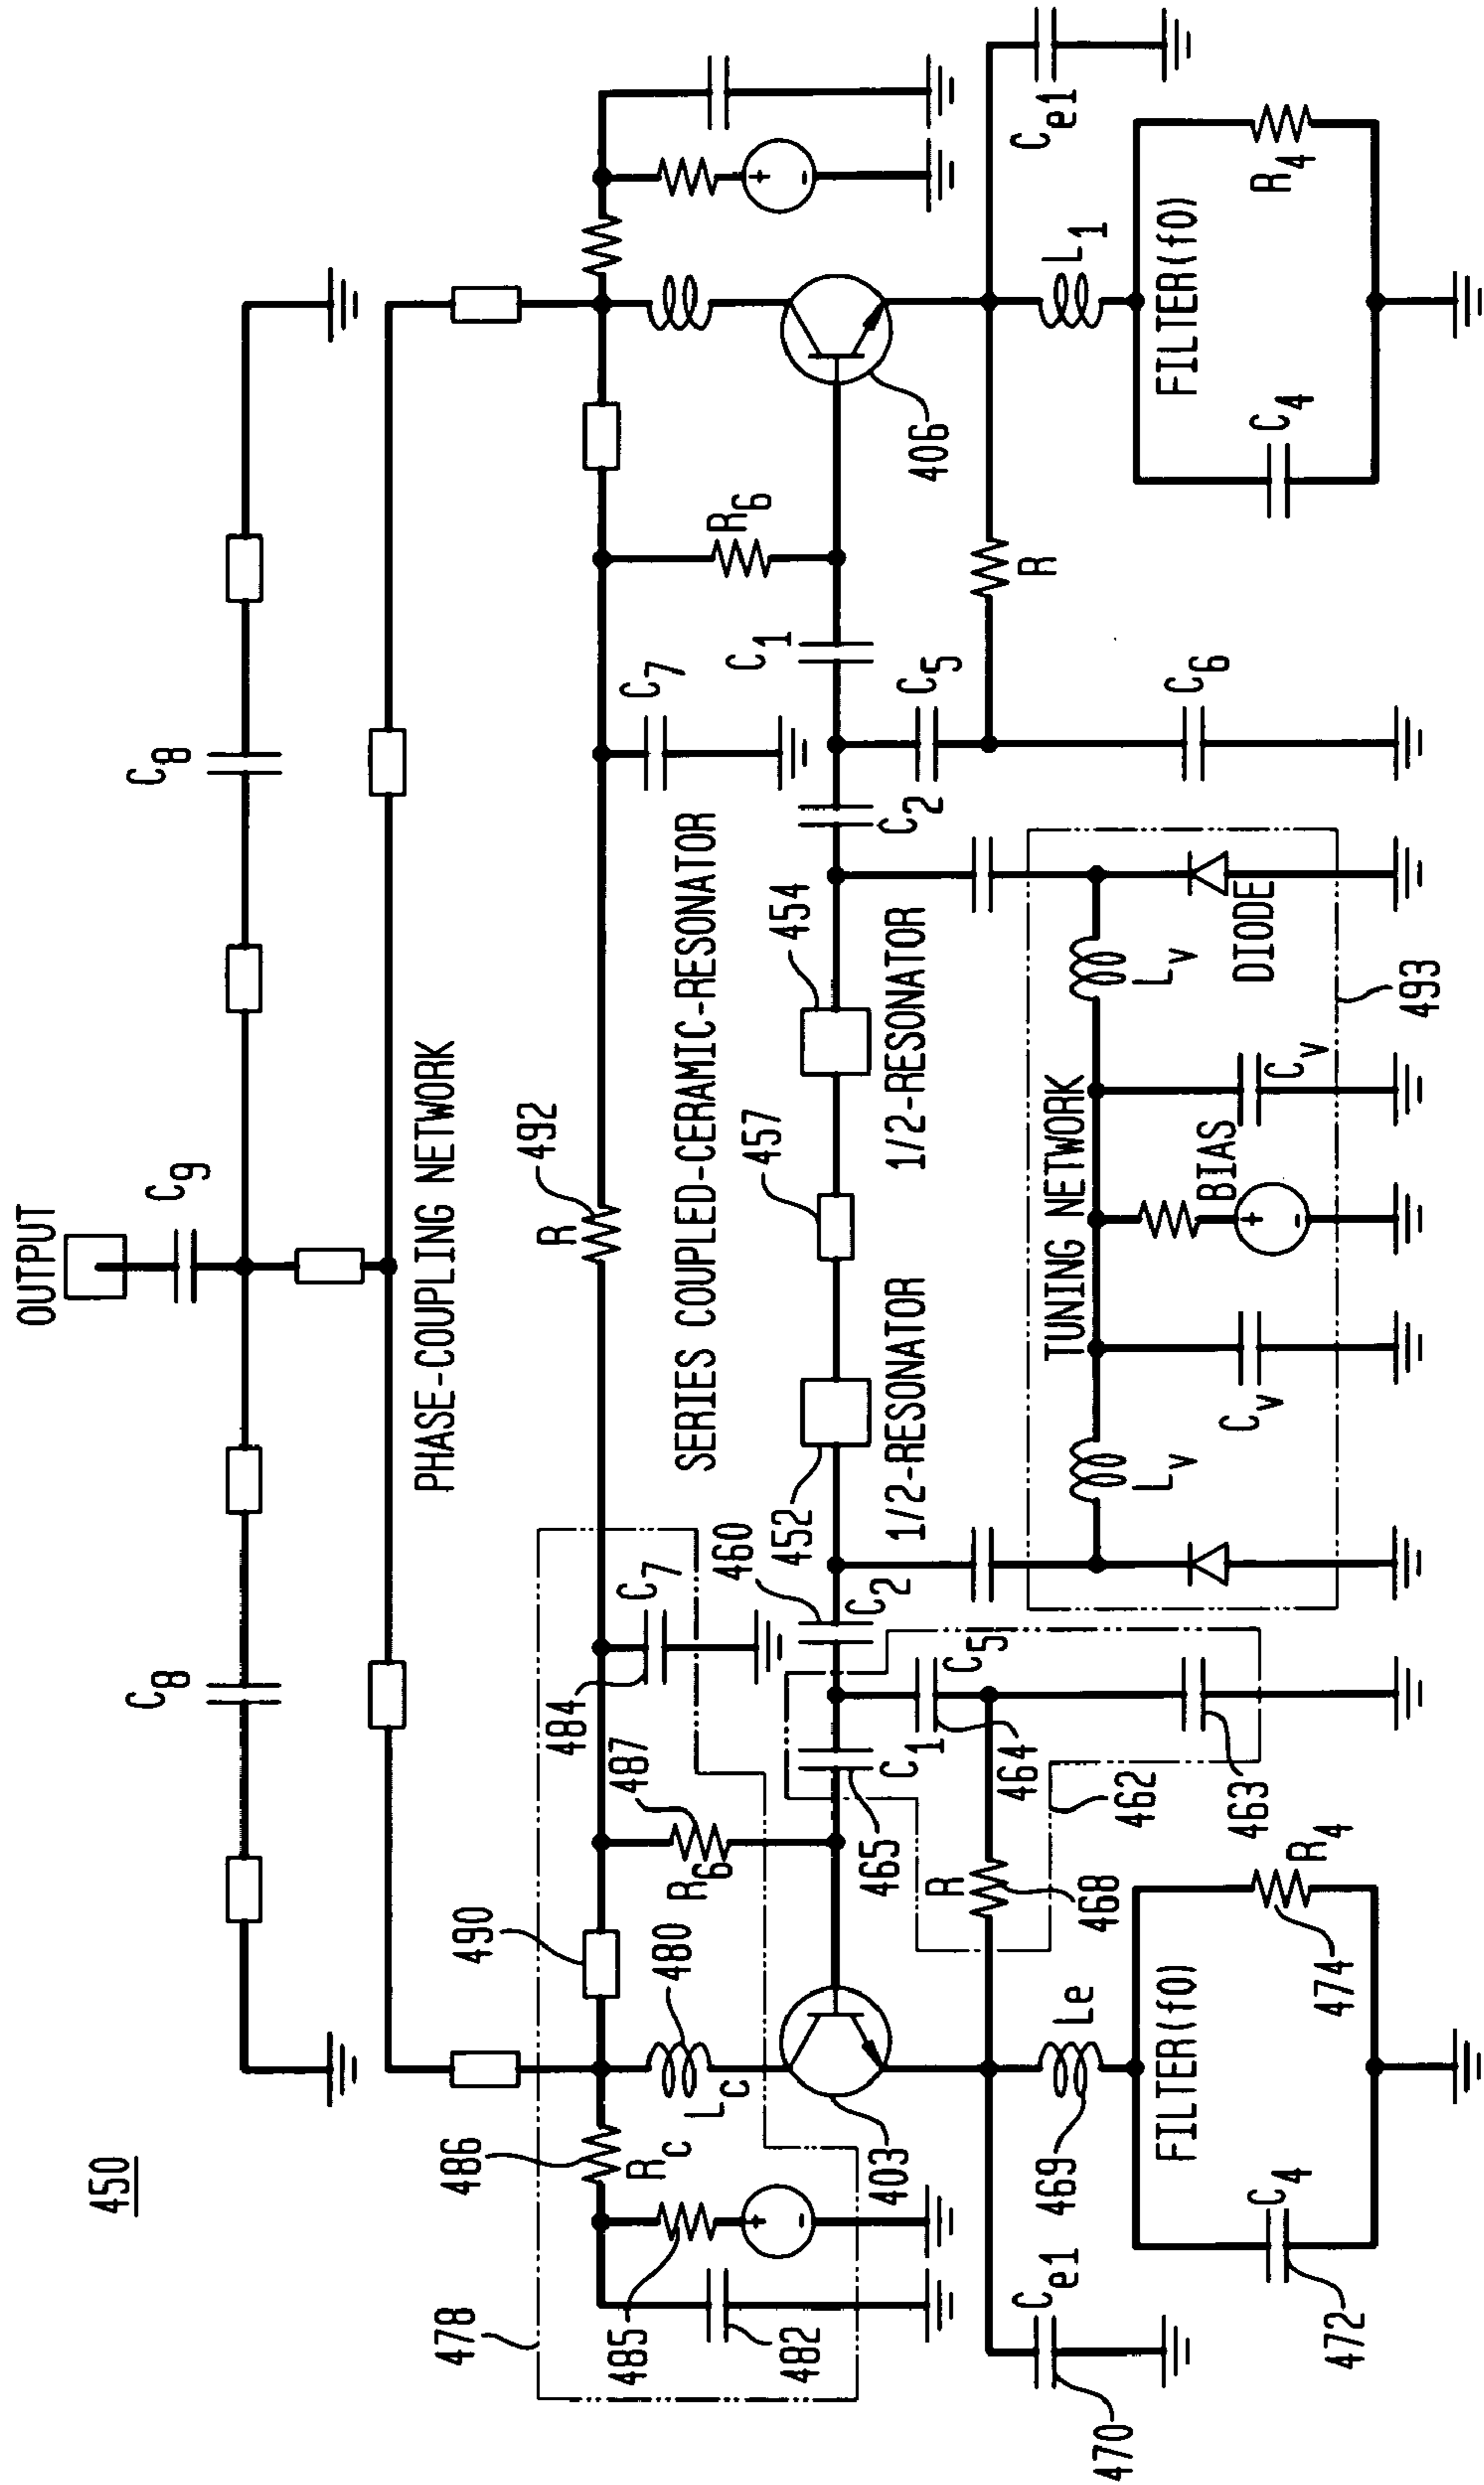 450
OUTPUT
C9
C8
C8
PHASE-COUPLING NETWORK
478
486
490
484
C7
R
492
C7
485
RC
LC
480
R6
487
460
SERIES COUPLED-CERAMIC-RESONATOR
R6
482
403
465
C1
C2
452
457
454
C2
C1
406
1/2-RESONATOR
1/2-RESONATOR
470
Ce1
469
Le
R
468
464
C5
462
463
C5
R
Ce1
TUNING NETWORK
LV
CV
BIAS
CV
LV
DIODE
493
C6
L1
FILTER(f0)
C4
472
R4
474
FILTER(f0)
C4
R4